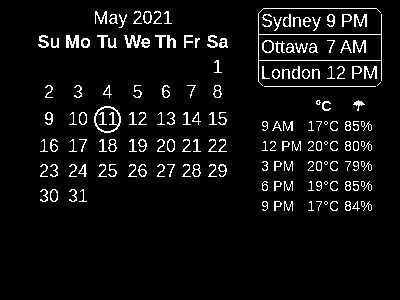 May 2021
Su Mo Tu We Th Fr Sa
1
2 3 4 5 6 7 8
9 10 11 12 13 14 15
16 17 18 19 20 21 22
23 24 25 26 27 28 29
30 31
Sydney 9 PM
Ottawa 7 AM
London 12 PM
°C ☂
9 AM 17°C 85%
12 PM 20°C 80%
3 PM 20°C 79%
6 PM 19°C 85%
9 PM 17°C 84%